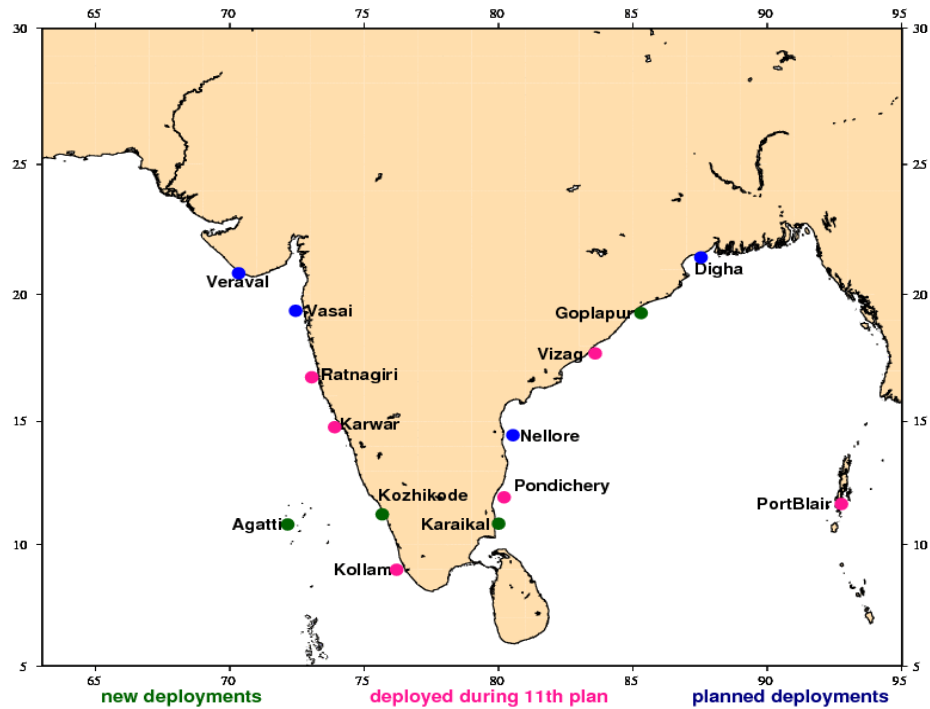 65 70 75 80 85 90 95
30 30
25 25
Digha
Veraval
20 20
Vasai
Goplapur
Vizag
Ratnagiri
15 Karwar 15
Nellore
Pondichery
Kozhikode
PortBlair
Agatti Karaikal
10 10
Kollam
5 5
65 70 75 80 85 90 95
new deployments deployed during 11th plan planned deployments